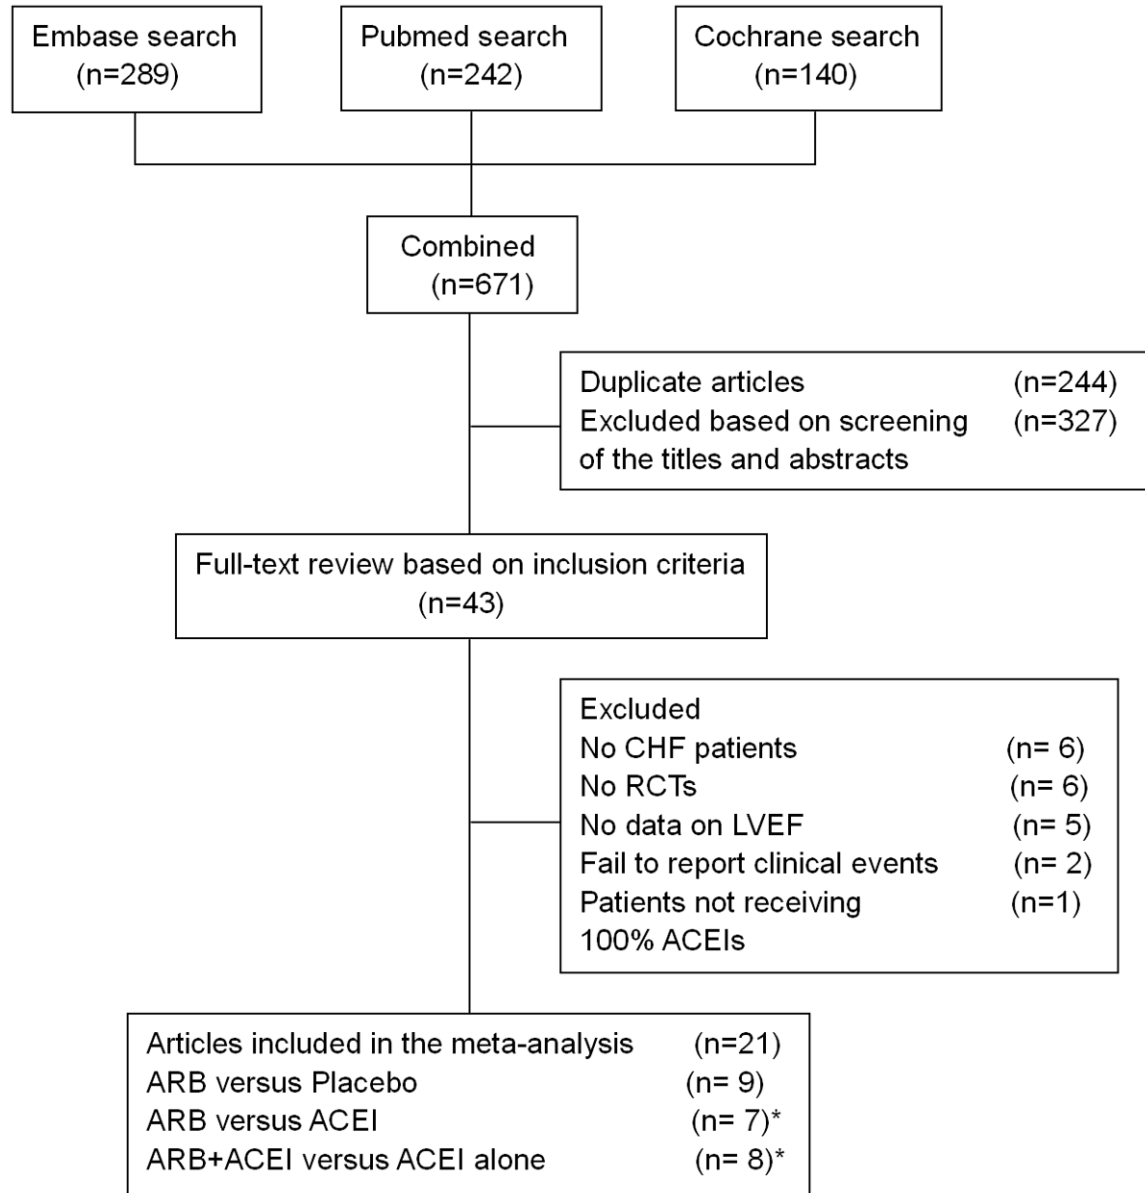 Embase search
(n=289)
Pubmed search
(n=242)
Cochrane search
(n=140)
Combined
(n=671)
Duplicate articles (n=244)
Excluded based on screening (n=327)
of the titles and abstracts
Full-text review based on inclusion criteria
(n=43)
Excluded
No CHF patients (n= 6)
No RCTs (n= 6)
No data on LVEF (n= 5)
Fail to report clinical events (n= 2)
Patients not receiving (n=1)
100% ACEIs
Articles included in the meta-analysis (n=21)
ARB versus Placebo (n= 9)
ARB versus ACEI (n= 7)*
ARB+ACEI versus ACEI alone (n= 8)*